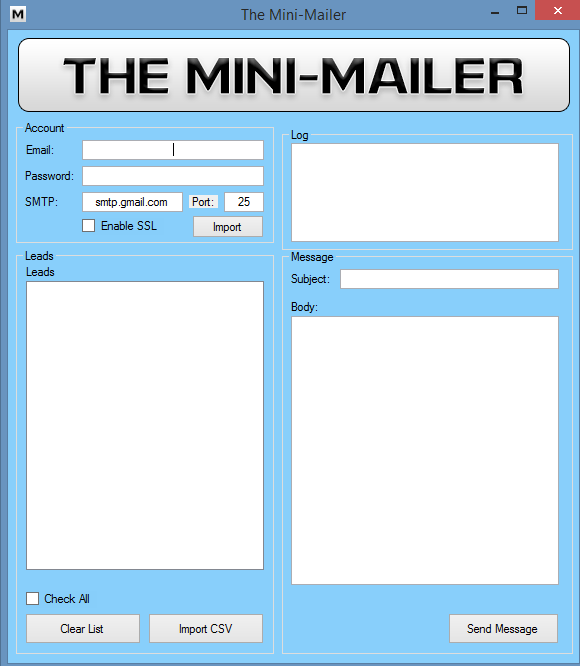 M
The Mini-Mailer
THE MINI-MAILER
Account
Email:
Password:
SMTP: smtp.gmail.com Port: 25
Enable SSL Import
Log
Leads
Leads
Check All
Clear List Import CSV
Message
Subject:
Body:
Send Message